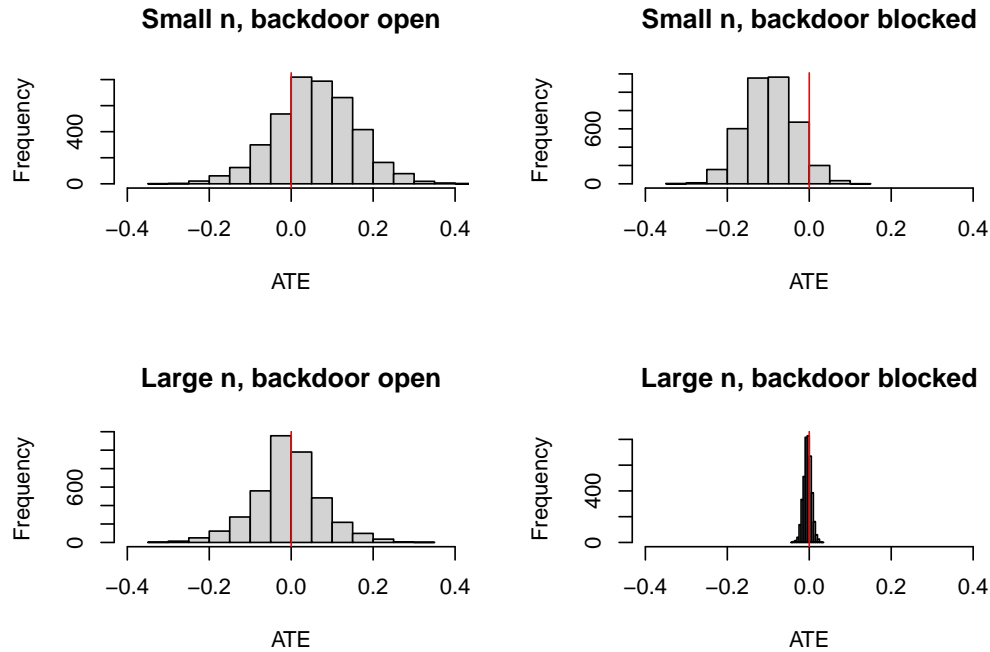 Small n, backdoor open
Frequency
400
0
−0.4 −0.2 0.0 0.2 0.4
ATE
Small n, backdoor blocked
Frequency
600
0
−0.4 −0.2 0.0 0.2 0.4
ATE
Large n, backdoor open
Frequency
600
0
−0.4 −0.2 0.0 0.2 0.4
ATE
Large n, backdoor blocked
Frequency
400
0
−0.4 −0.2 0.0 0.2 0.4
ATE